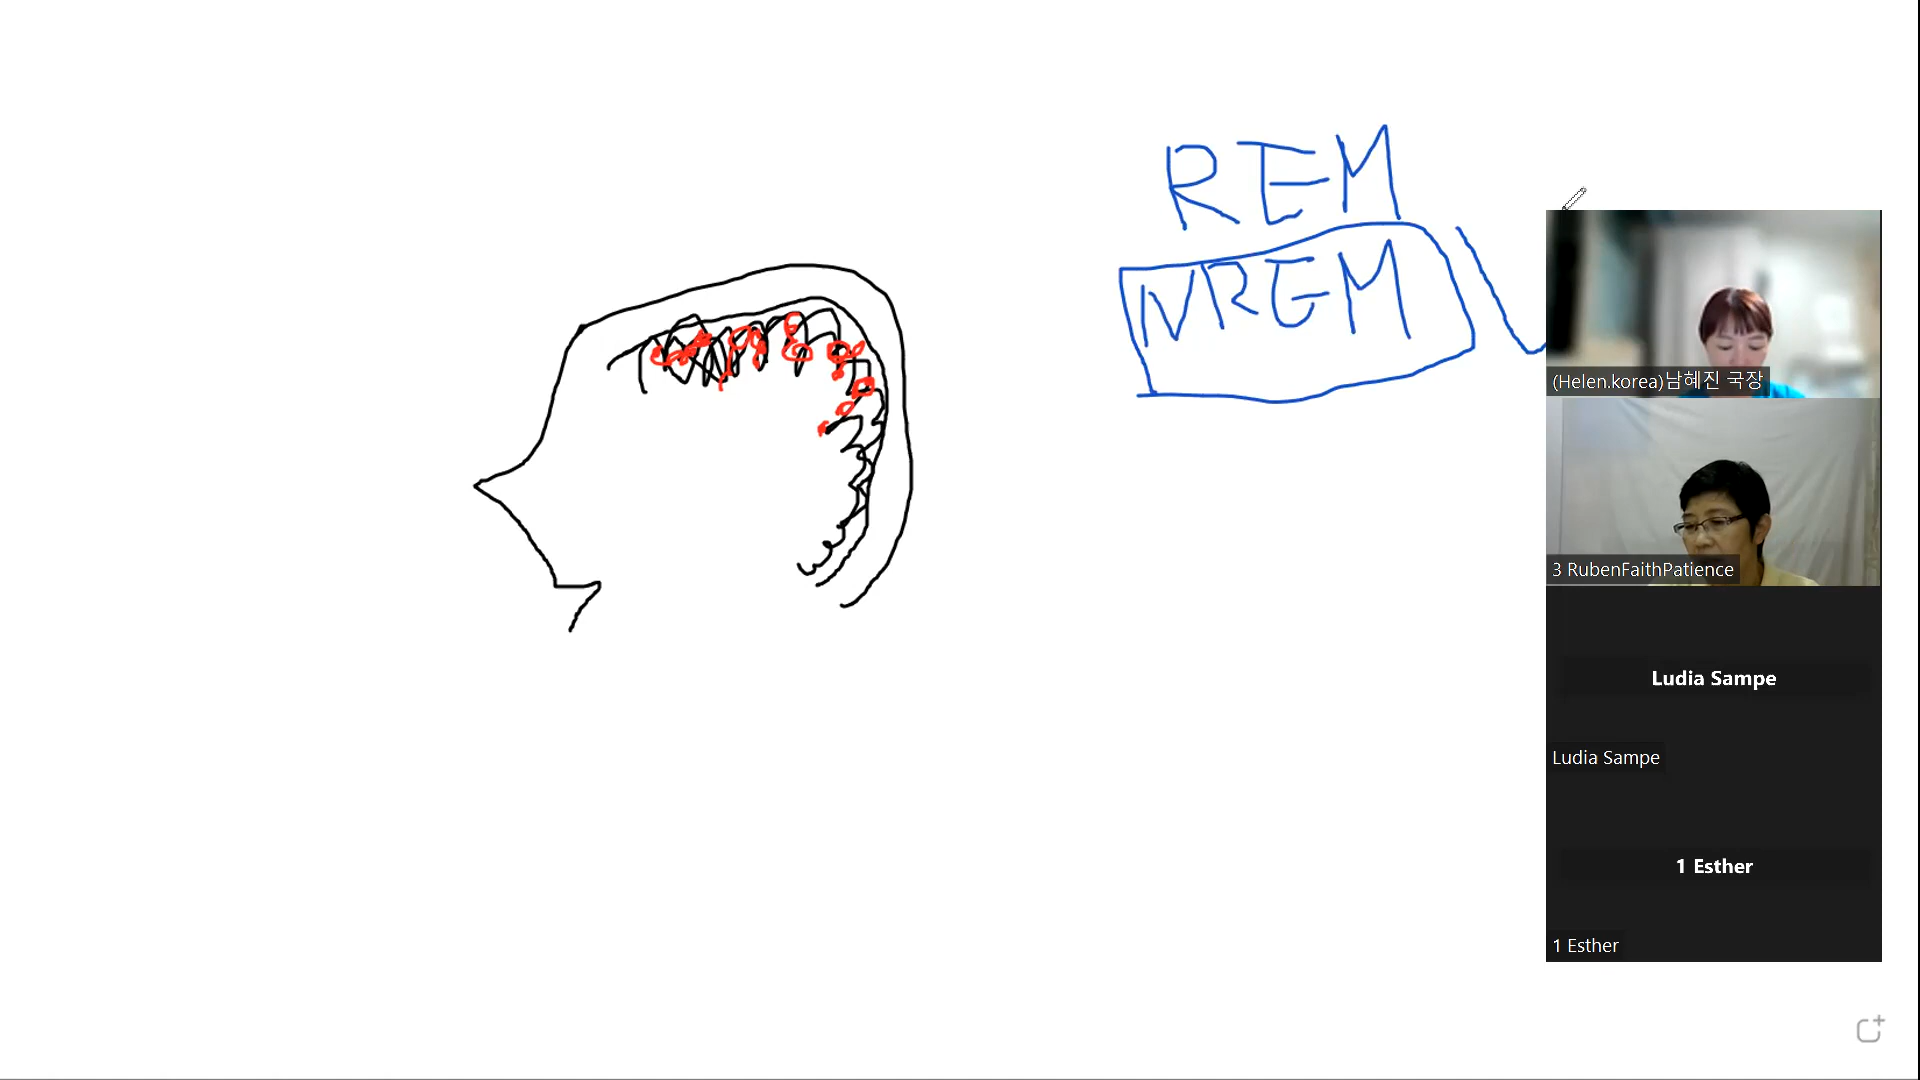 REM
NREM
(Helen.korea)남혜진 국장
3 RubenFaithPatience
Ludia Sampe
Ludia Sampe
1 Esther
1 Esther